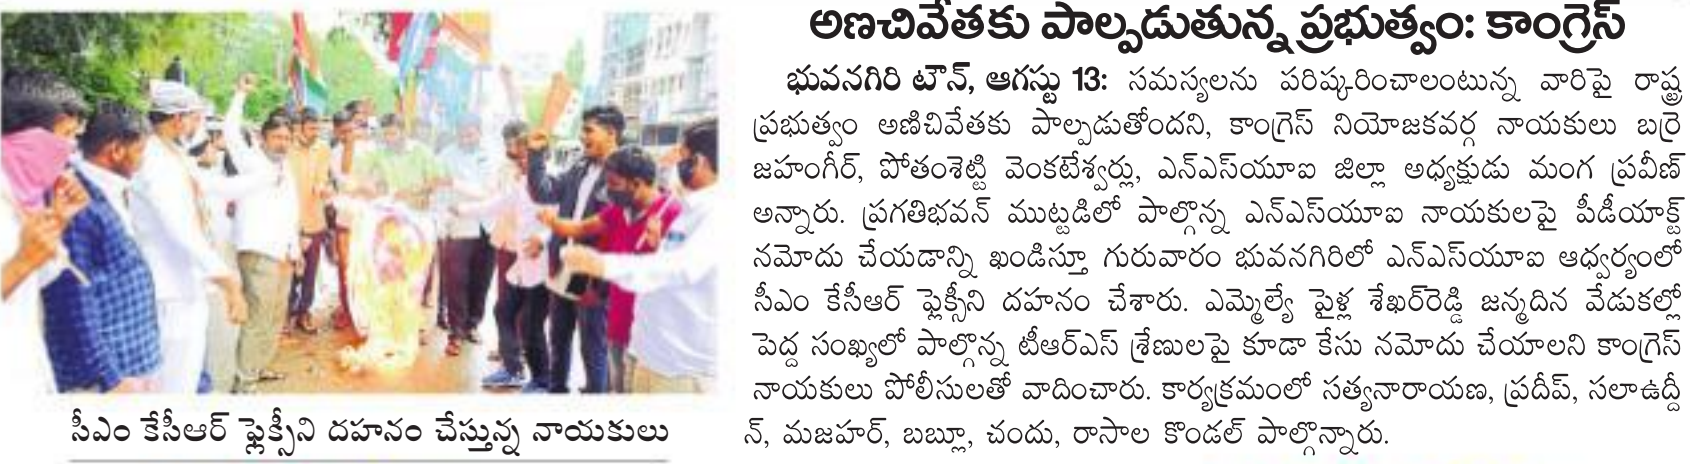 అణచివేతకు పాల్పడుతున్న ప్రభుత్వం: కాంగ్రెస్
భువనగిరి టౌన్, ఆగస్టు 13: సమస్యలను పరిష్కరించాలంటున్న వారిపై రాష్ట్ర
ప్రభుత్వం అణిచివేతకు పాల్పడుతోందని, కాంగ్రెస్ నియోజకవర్గ నాయకులు బర్రె
జహంగీర్, పోతంశెట్టి వెంకటేశ్వర్లు, ఎన్ఎస్‌యూఐ జిల్లా అధ్యక్షుడు మంగ ప్రవీణ్
అన్నారు. ప్రగతిభవన్ ముట్టడిలో పాల్గొన్న ఎన్ఎస్‌యూఐ నాయకులపై పీడీయాక్ట్
నమోదు చేయడాన్ని ఖండిస్తూ గురువారం భువనగిరిలో ఎన్ఎస్‌యూఐ ఆధ్వర్యంలో
సీఎం కేసీఆర్ ఫ్లెక్సీని దహనం చేశారు. ఎమ్మెల్యే పైళ్ల శేఖర్‌రెడ్డి జన్మదిన వేడుకల్లో
పెద్ద సంఖ్యలో పాల్గొన్న టీఆర్ఎస్ శ్రేణులపై కూడా కేసు నమోదు చేయాలని కాంగ్రెస్
నాయకులు పోలీసులతో వాదించారు. కార్యక్రమంలో సత్యనారాయణ, ప్రదీప్, సలాఉద్దీ
న్, మజహర్, బబ్లూ, చందు, రాసాల కొండల్ పాల్గొన్నారు.
సీఎం కేసీఆర్ ఫ్లెక్సీని దహనం చేస్తున్న నాయకులు